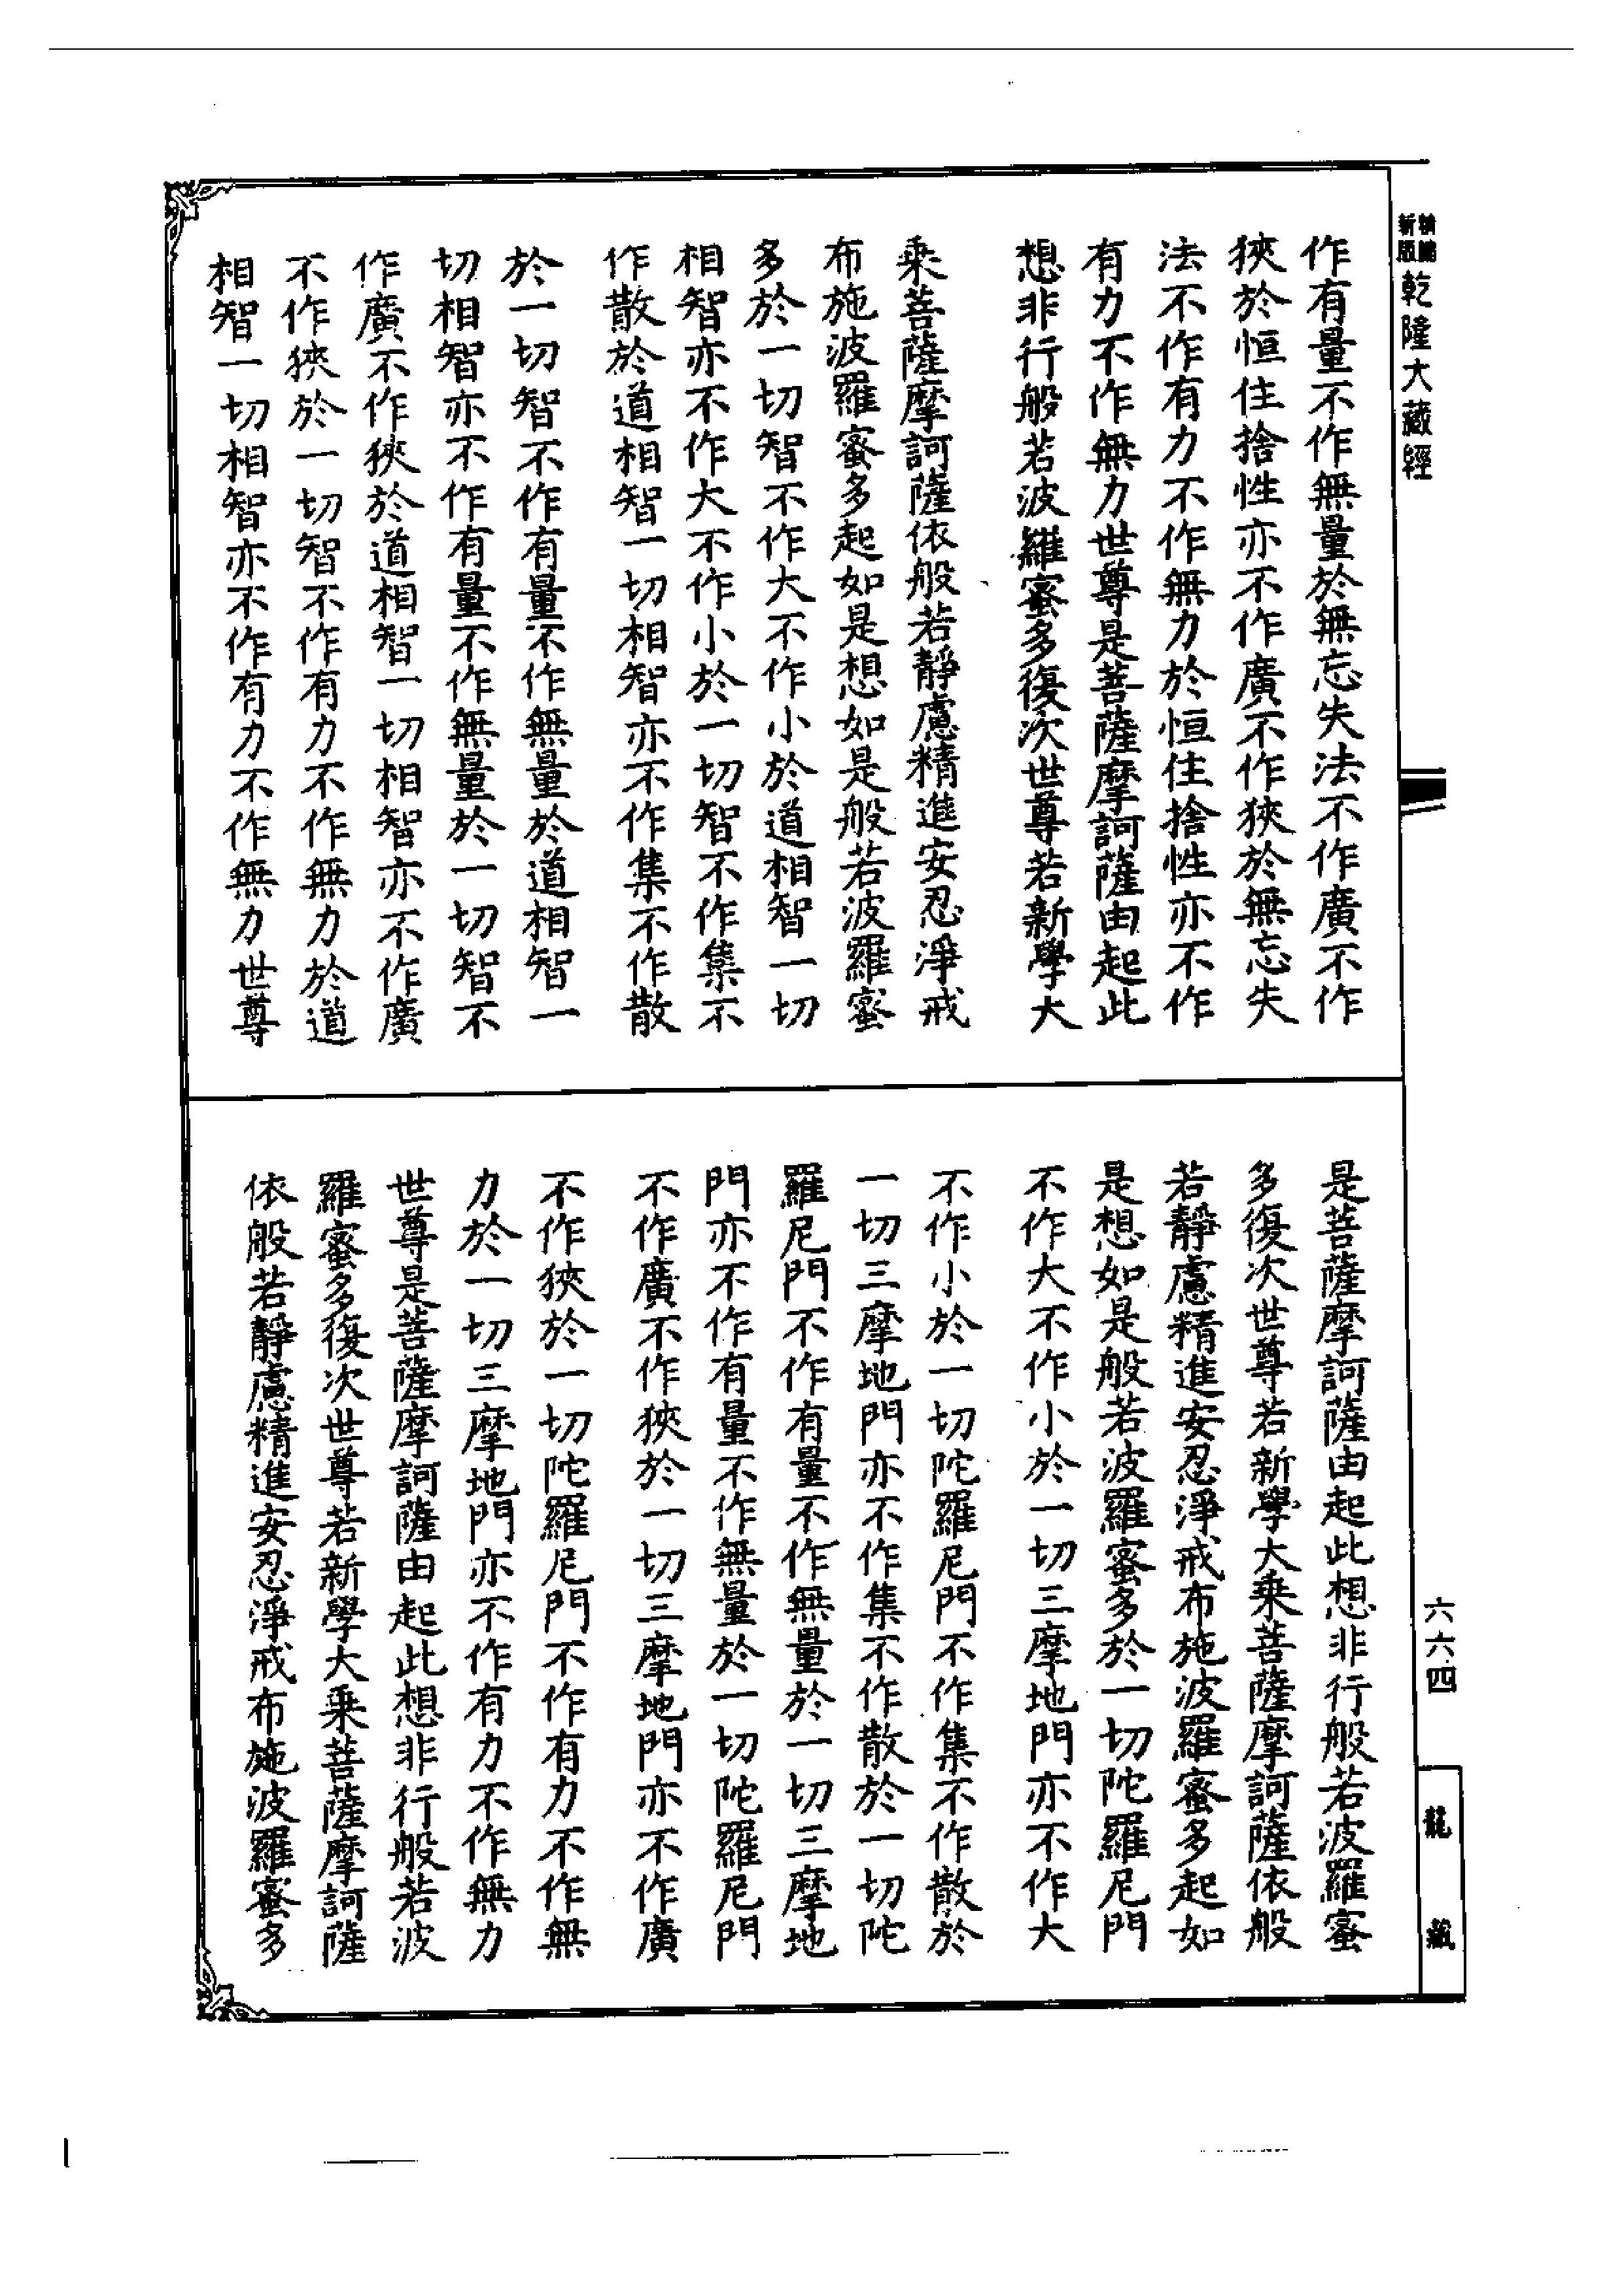 新版
乾隆大藏經
作有量不作無量於無忘失法不作廣不作
狹於恒住捨性亦不作廣不作狹於無忘失
法不作有力不作無力於恒住捨性亦不作
有力不作無力世尊是菩薩摩訶薩由起此
想非行般若波羅蜜多復次世尊若新學大
乘菩薩摩訶薩依般若靜慮精進安忍淨戒
布施波羅蜜多起如是想如是般若波羅蜜
多於一切智不作大不作小於道相智一切
相智亦不作大不作小於一切智不作集不
作散於道相智一切相智亦不作集不作散
於一切智不作有量不作無量於道相智一
切相智亦不作有量不作無量於一切智不
作廣不作狹於道相智一切相智亦不作廣
不作狹於一切智不作有力不作無力於道
相智一切相智亦不作有力不作無力世尊
是菩薩摩訶薩由起此想非行般若波羅蜜
多復次世尊若新學大乘菩薩摩訶薩依般
若靜慮精進安忍淨戒布施波羅蜜多起如
是想如是般若波羅蜜多於一切陀羅尼門
不作大不作小於一切三摩地門亦不作大
不作小於一切陀羅尼門不作集不作散於
一切三摩地門亦不作集不作散於一切陀
羅尼門不作有量不作無量於一切三摩地
門亦不作有量不作無量於一切陀羅尼門
不作廣不作狹於一切三摩地門亦不作廣
不作狹於一切陀羅尼門不作有力不作無
力於一切三摩地門亦不作有力不作無力
世尊是菩薩摩訶薩由起此想非行般若波
羅蜜多復次世尊若新學大乘菩薩摩訶薩
依般若靜慮精進安忍淨戒布施波羅蜜多
六六四
龍藏